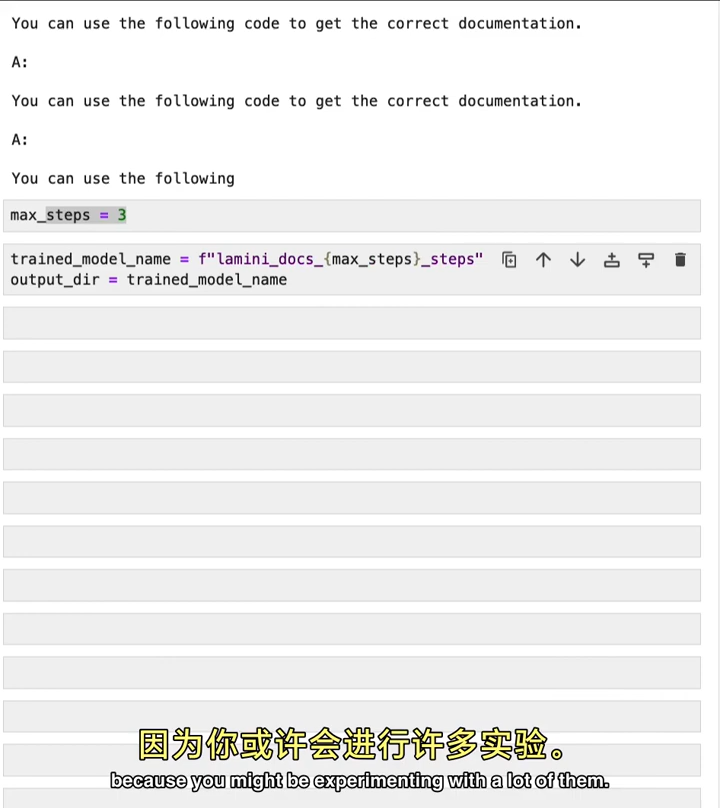 You can use the following code to get the correct documentation.
A:
You can use the following code to get the correct documentation.
A:
You can use the following
max_steps = 3
trained_model_name = f"lamini_docs_{max_steps}_steps"
output_dir = trained_model_name
因为你或许会进行许多实验。
because you might be experimenting with a lot of them.